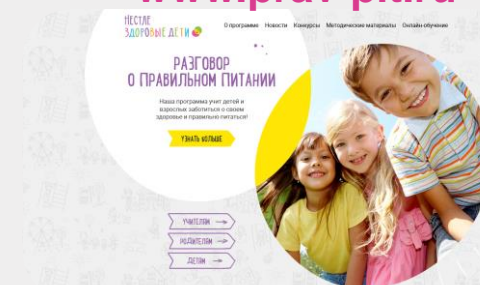 НЕСТЛЕ
ЗДОРОВЫЕ ДЕТИ
О программе Новости Конкурсы Методические материалы Онлайн обучение
РАЗГОВОР
О ПРАВИЛЬНОМ ПИТАНИИ
Наша программа учит детей и
взрослых заботиться о своем
здоровье и правильно питаться!
УЗНАТЬ БОЛЬШЕ
УЧИТЕЛЯМ
РОДИТЕЛЯМ
ДЕТЯМ